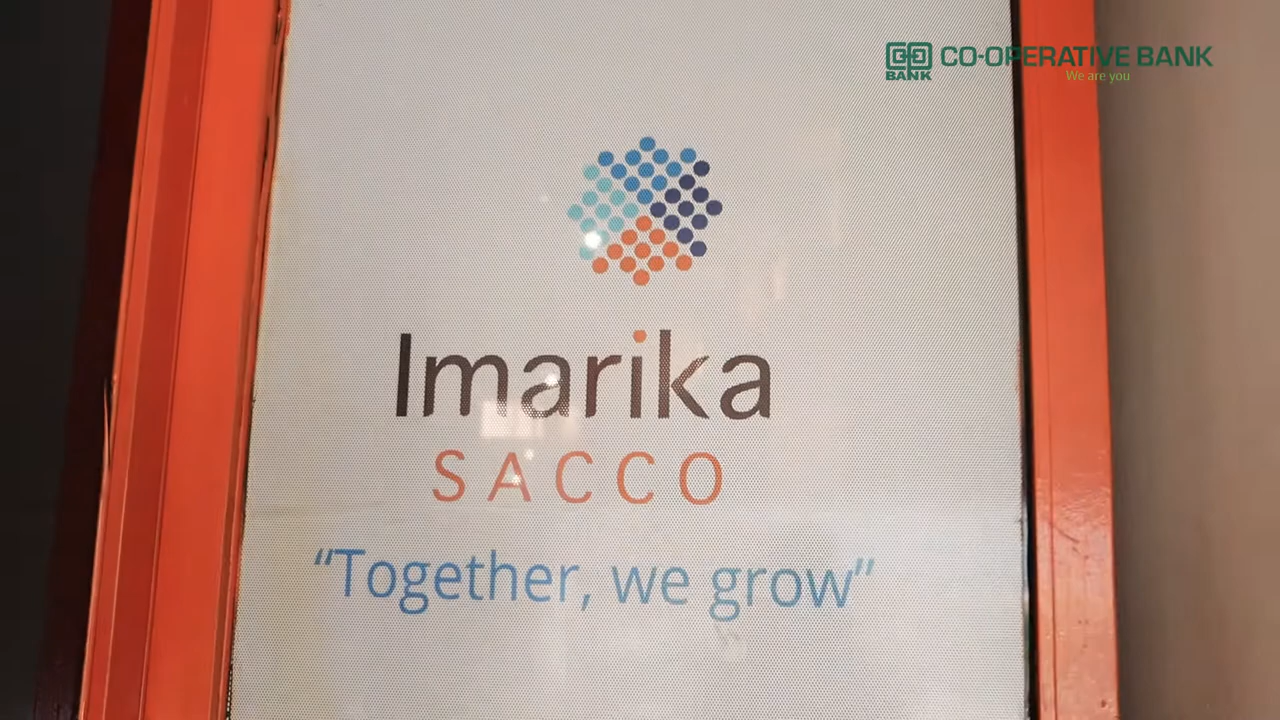 CO-OPERATIVE BANK
BANK
We are you
Imarika
SACCO
“Together, we grow”